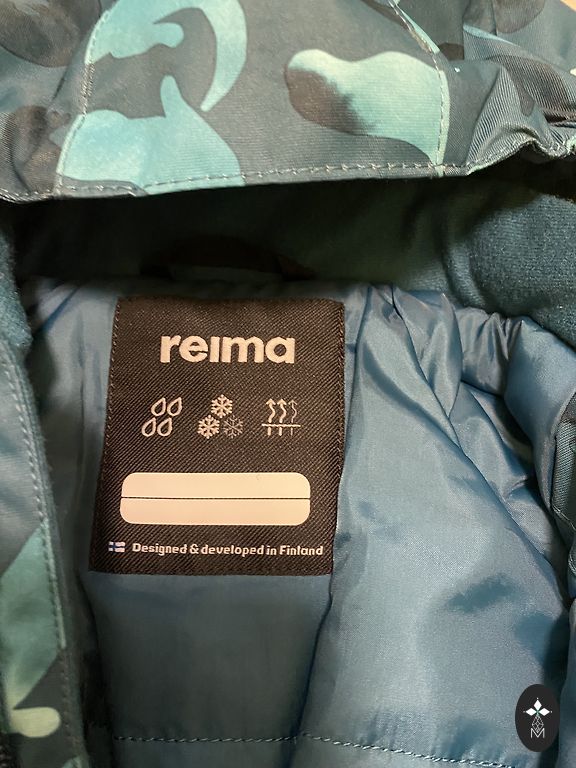 reima
Designed & developed in Finland
M